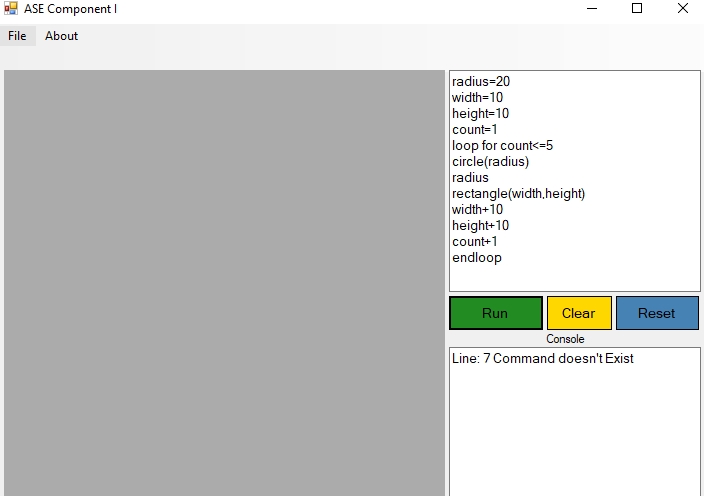 ASE Component I
File About
radius=20
width=10
height=10
count=1
loop for count<=5
circle(radius)
radius
rectangle(width,height)
width+10
height+10
count+1
endloop
Run Clear Reset
Console
Line: 7 Command doesn't Exist